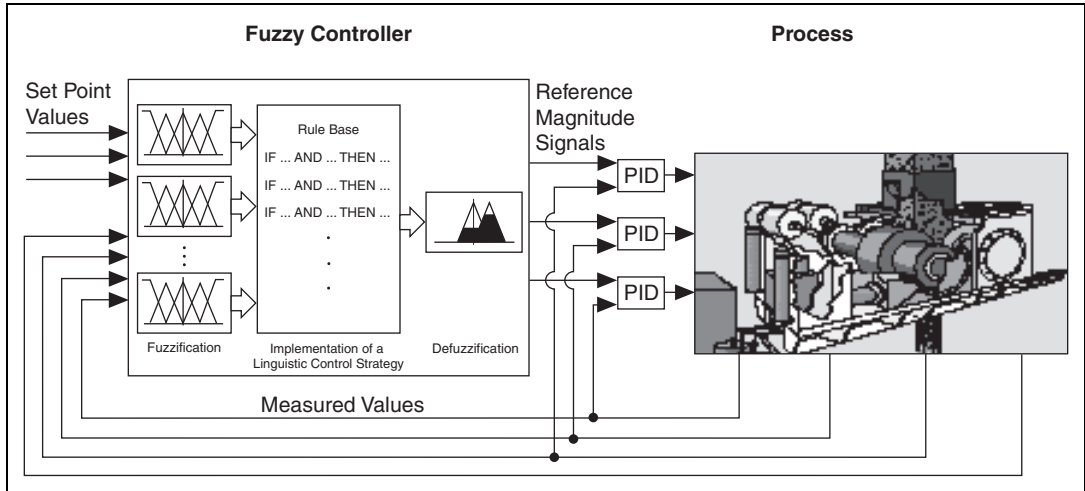 Fuzzy Controller
Process
Set Point
Values
Rule Base
IF ... AND ... THEN ...
IF ... AND ... THEN ...
IF ... AND ... THEN ...
Fuzzification
Implementation of a
Linguistic Control Strategy
Defuzzification
Reference
Magnitude
Signals
PID
PID
PID
Measured Values